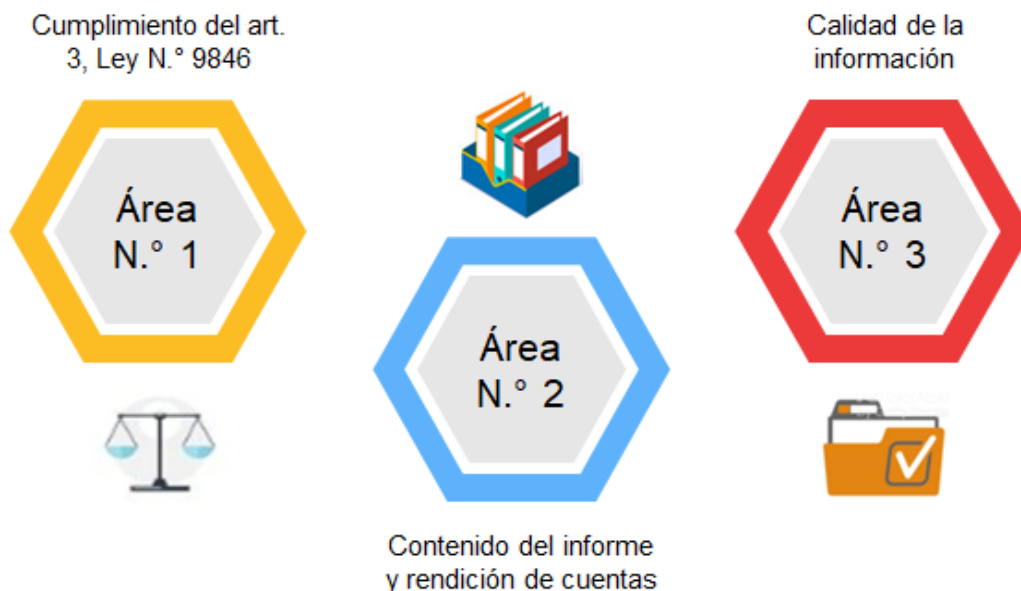 Cumplimiento del art.
3, Ley N.° 9846
Área
N.° 1
Área
N.° 2
Contenido del informe
y rendición de cuentas
Calidad de la
información
Área
N.° 3